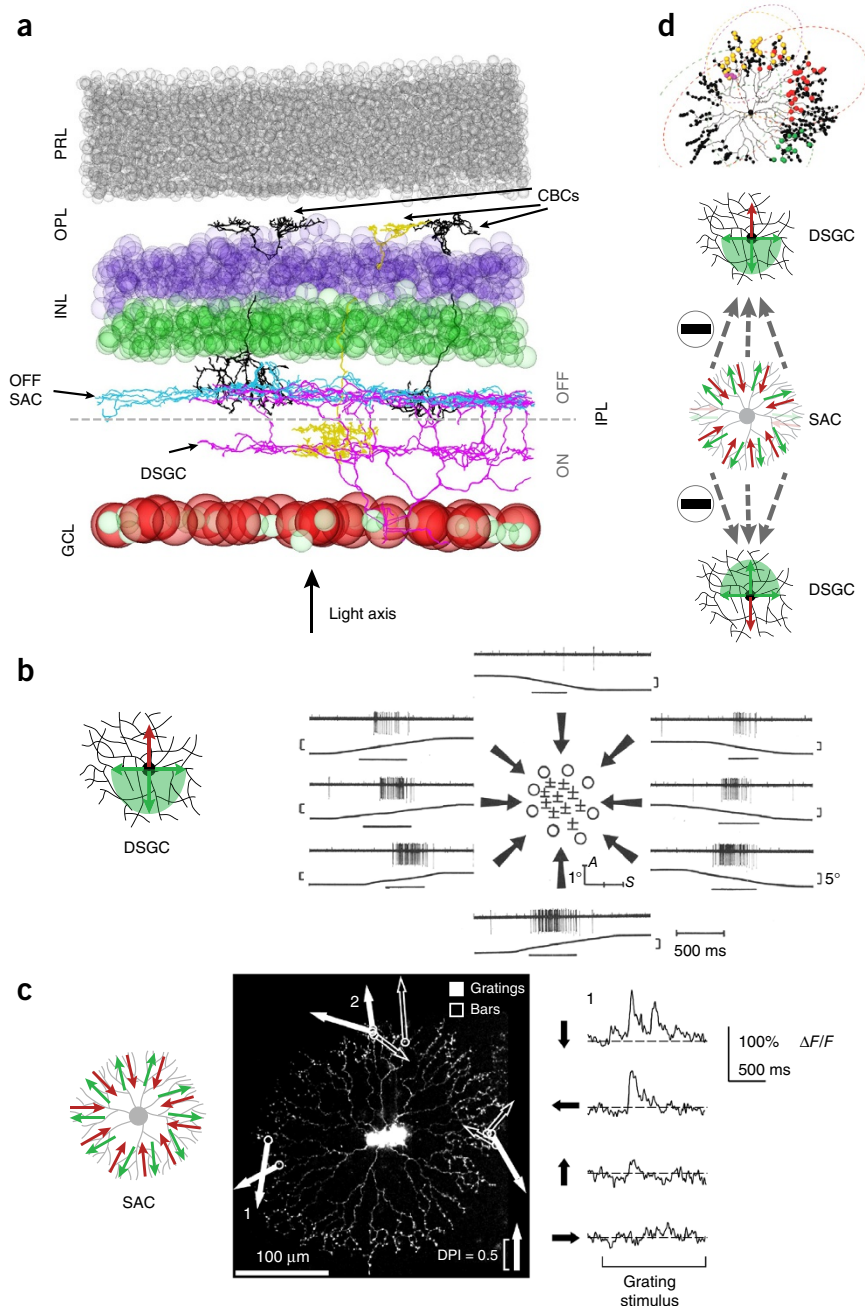 a
PRL
OPL
INL
GCL
CBCs
OFF
SAC
DSGC
OFF
ON
IPL
Light axis
d
DSGC
SAC
DSGC
b
DSGC
A
1°
S
5°
500 ms
c
SAC
2
Gratings
Bars
1
100 μm
DPI = 0.5
1
100% ΔF/F
500 ms
Grating
stimulus